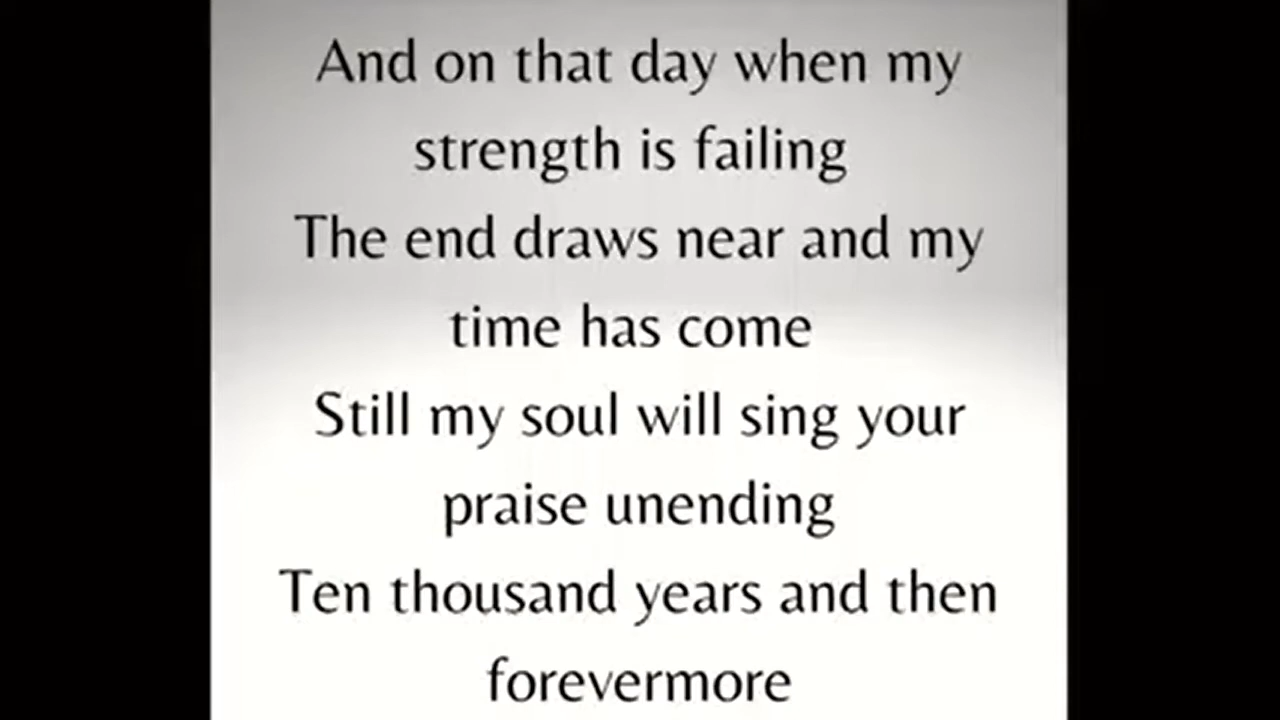 And on that day when my
strength is failing
The end draws near and my
time has come
Still my soul will sing your
praise unending
Ten thousand years and then
forevermore